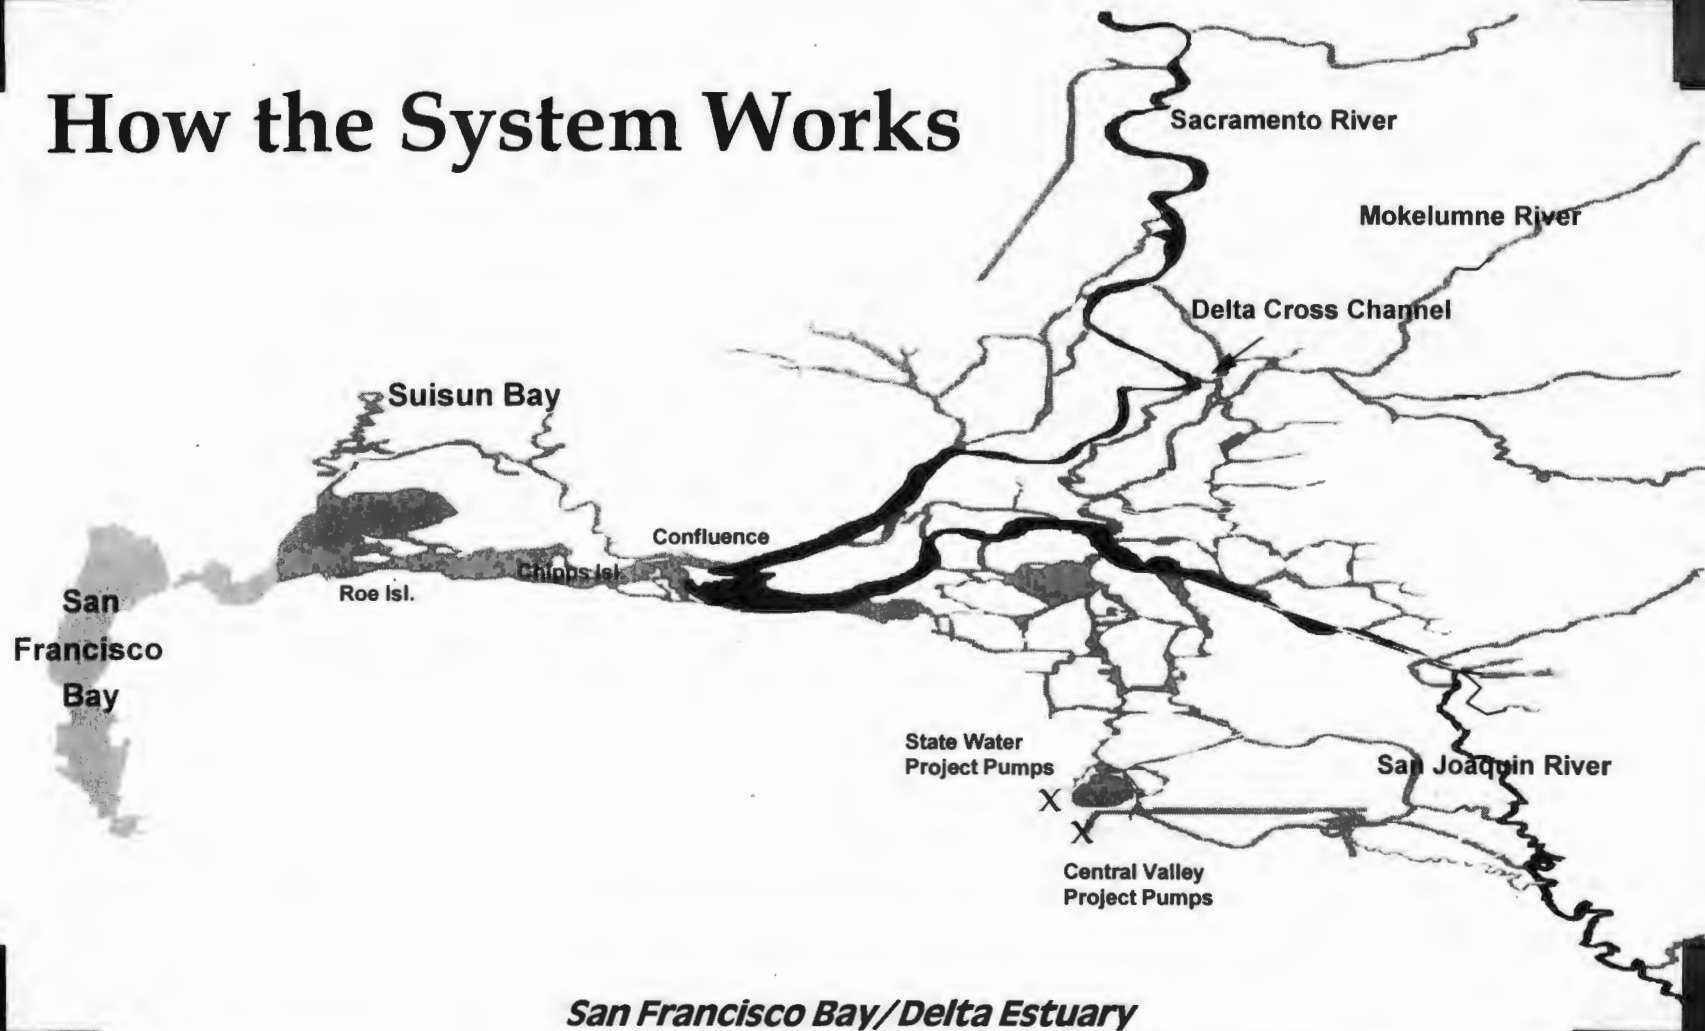 How the System Works
Sacramento River
Mokelumne River
Delta Cross Channel
Suisun Bay
Confluence
Chipps Isl.
Roe Isl.
San
Francisco
Bay
State Water
Project Pumps
X
X
San Joaquin River
Central Valley
Project Pumps
San Francisco Bay/Delta Estuary